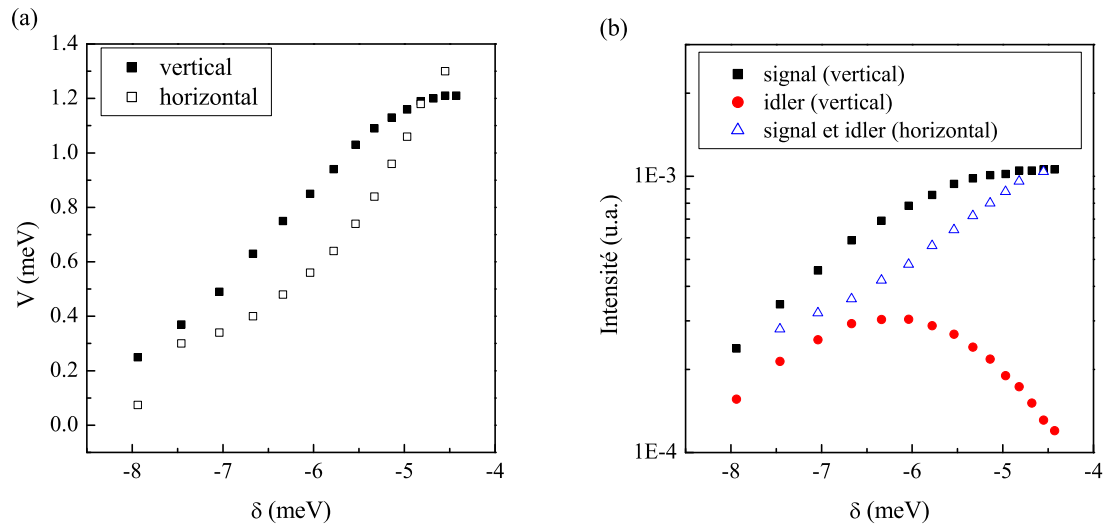 (a)
1.4
1.2
1.0
0.8
0.6
0.4
0.2
0.0
V (meV)
vertical
horizontal
-8
-7
-6
-5
-4
δ (meV)
(b)
1E-3
1E-4
Intensité (u.a.)
signal (vertical)
idler (vertical)
signal et idler (horizontal)
-8
-7
-6
-5
-4
δ (meV)